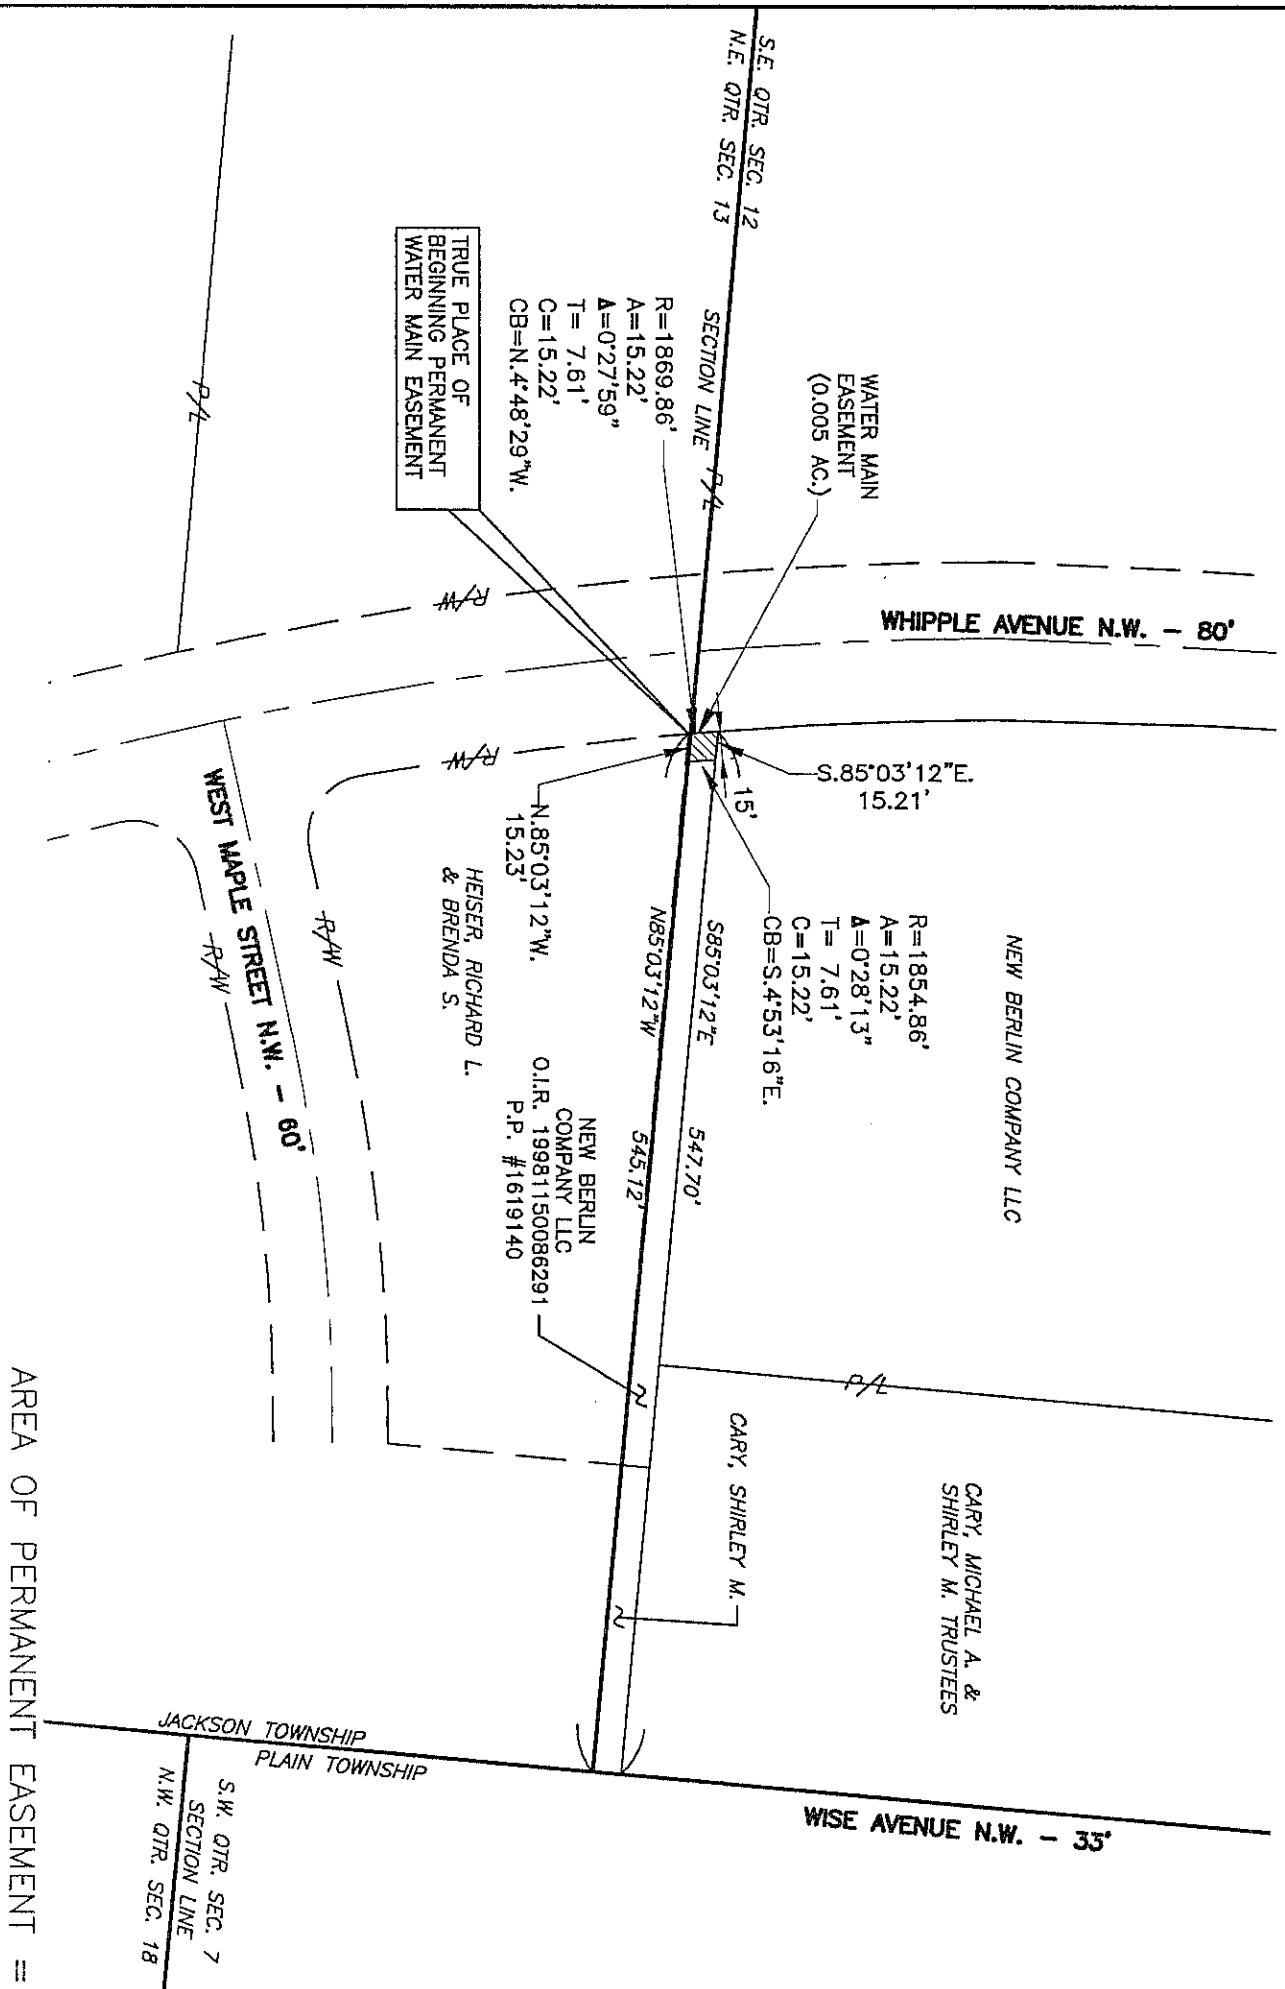 S.E. QTR. SEC. 12
N.E. QTR. SEC. 13
SECTION LINE P/L
WATER MAIN
EASEMENT
(0.005 AC.)
R=1869.86'
A=15.22'
Δ=0°27'59"
T= 7.61'
C=15.22'
CB=N.4°48'29"W.
TRUE PLACE OF
BEGINNING PERMANENT
WATER MAIN EASEMENT
P/L
R/W
WHIPPLE AVENUE N.W. - 80'
R/W
S.85°03'12"E.
15.21'
15'
N.85°03'12"W.
15.23'
R=1854.86'
A=15.22'
Δ=0°28'13"
T= 7.61'
C=15.22'
CB=S.4°53'16"E.
NEW BERLIN COMPANY LLC
S85°03'12"E 547.70'
N85°03'12"W 545.12'
HEISER, RICHARD L.
& BRENDA S.
NEW BERLIN
COMPANY LLC
O.I.R. 199811500086291
P.P. #1619140
R/W
WEST MAPLE STREET N.W. - 60'
R/W
P/L
CARY, SHIRLEY M.
CARY, MICHAEL A. &
SHIRLEY M. TRUSTEES
JACKSON TOWNSHIP
PLAIN TOWNSHIP
WISE AVENUE N.W. - 33'
S.W. QTR. SEC. 7
SECTION LINE
N.W. QTR. SEC. 18
AREA OF PERMANENT EASEMENT =